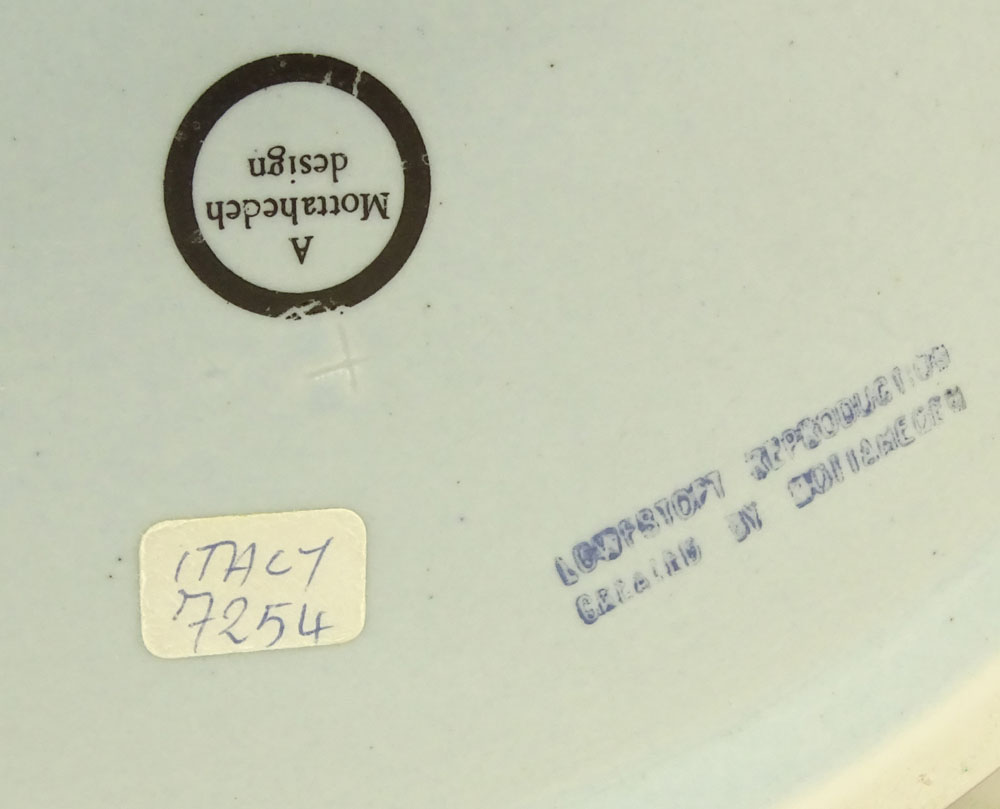 A
Mottahedeh
design
LOWESTOFT REPRODUCTION
CREATED BY MOTTAHEDEH
ITALY
7254